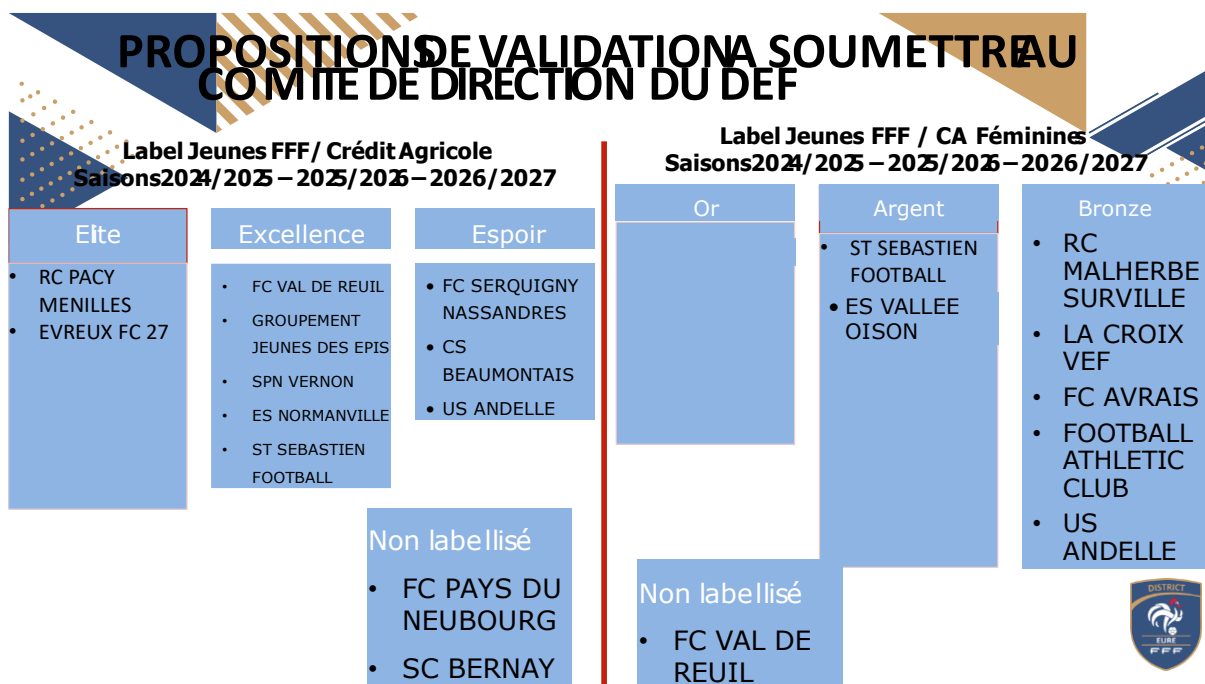 PROPOSITIONS DE VALIDATION A SOUMETTRE AU
COMITE DE DIRECTION DU DEF
Label Jeunes FFF/ Crédit Agricole
Saisons 2024/2025 – 2025/2026 – 2026/2027
Elite
• RC PACY
MENILLES
• EVREUX FC 27
Excellence
• FC VAL DE REUIL
• GROUPEMENT
JEUNES DES EPIS
• SPN VERNON
• ES NORMANVILLE
• ST SEBASTIEN
FOOTBALL
Espoir
• FC SERQUIGNY
NASSANDRES
• CS
BEAUMONTAIS
• US ANDELLE
Non labellisé
• FC PAYS DU
NEUBOURG
• SC BERNAY
Label Jeunes FFF / CA Féminines
Saisons 2024/2025 – 2025/2026 – 2026/2027
Or
Argent
• ST SEBASTIEN
FOOTBALL
• ES VALLEE
OISON
Bronze
• RC
MALHERBE
SURVILLE
• LA CROIX
VEF
• FC AVRAIS
• FOOTBALL
ATHLETIC
CLUB
• US
ANDELLE
Non labellisé
• FC VAL DE
REUIL
DISTRICT
EURE
FFF